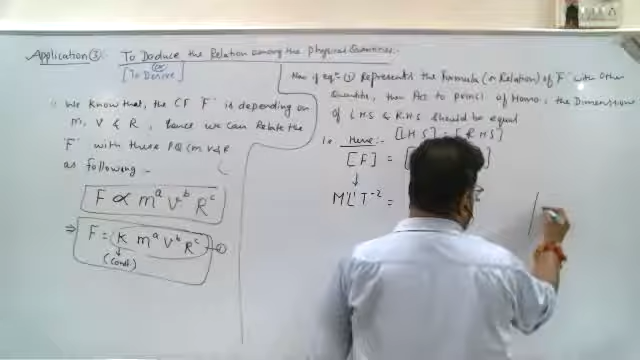 Application ③ To Deduce the Relation among the Physical Quantities.
(or)
[To Derive]
We know that, the CF 'F' is depending on
m, V & R, hence we can Relate the
'F' with these PQ (m, V & R
as following.
F ∝ m^a V^b R^c
⇒ F = K m^a V^b R^c —①
↓
(Const)
Now if eqn (1) Represents the Formula (or Relation) of 'F' with Other
Quantities, then Acc to princi of Homo, the Dimensions
of LHS & RHS should be equal
i.e. Here [LHS] = [RHS]
[F] = [
↓
M¹L¹T⁻² =